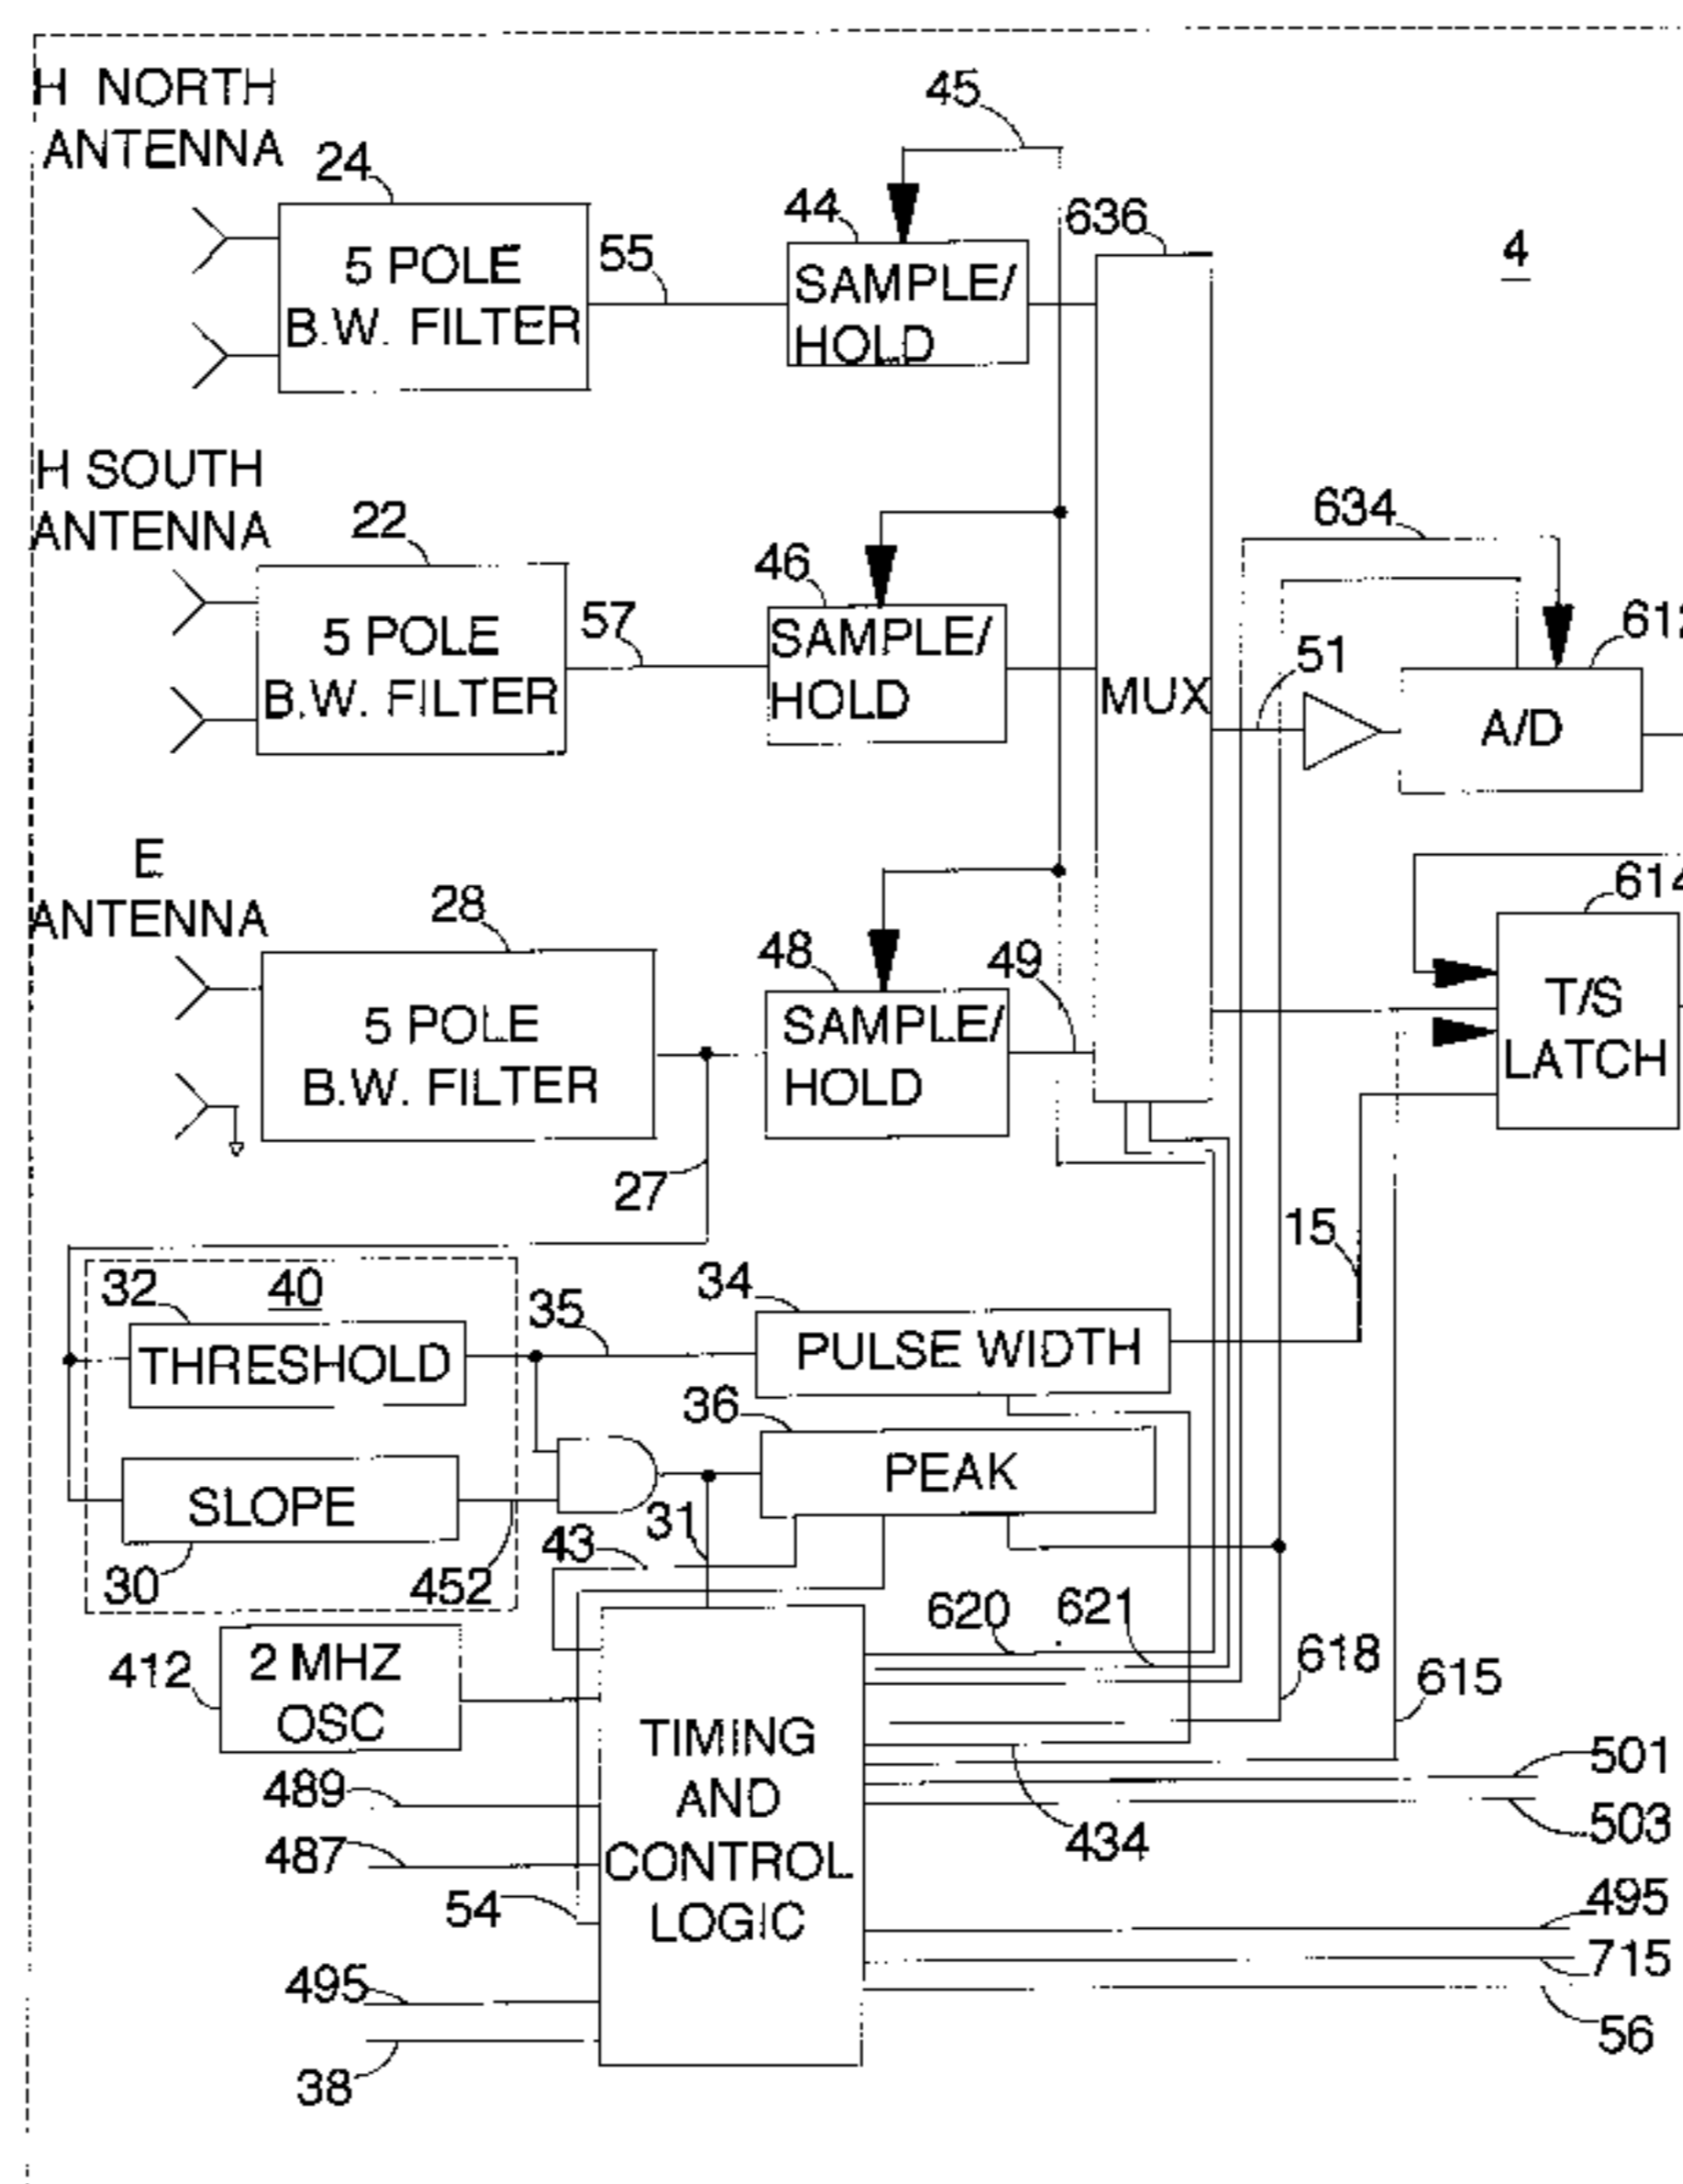 H NORTH
ANTENNA
24
5 POLE
B.W. FILTER
55
44
SAMPLE/
HOLD
45
636
4
H SOUTH
ANTENNA
22
5 POLE
B.W. FILTER
57
46
SAMPLE/
HOLD
MUX
634
51
612
A/D
E
ANTENNA
28
5 POLE
B.W. FILTER
27
48
SAMPLE/
HOLD
49
614
T/S
LATCH
15
32
40
THRESHOLD
35
34
PULSE WIDTH
36
PEAK
SLOPE
30
452
31
43
412
2 MHZ
OSC
620
621
618
615
TIMING
AND
CONTROL
LOGIC
489
487
54
495
38
434
501
503
495
715
56